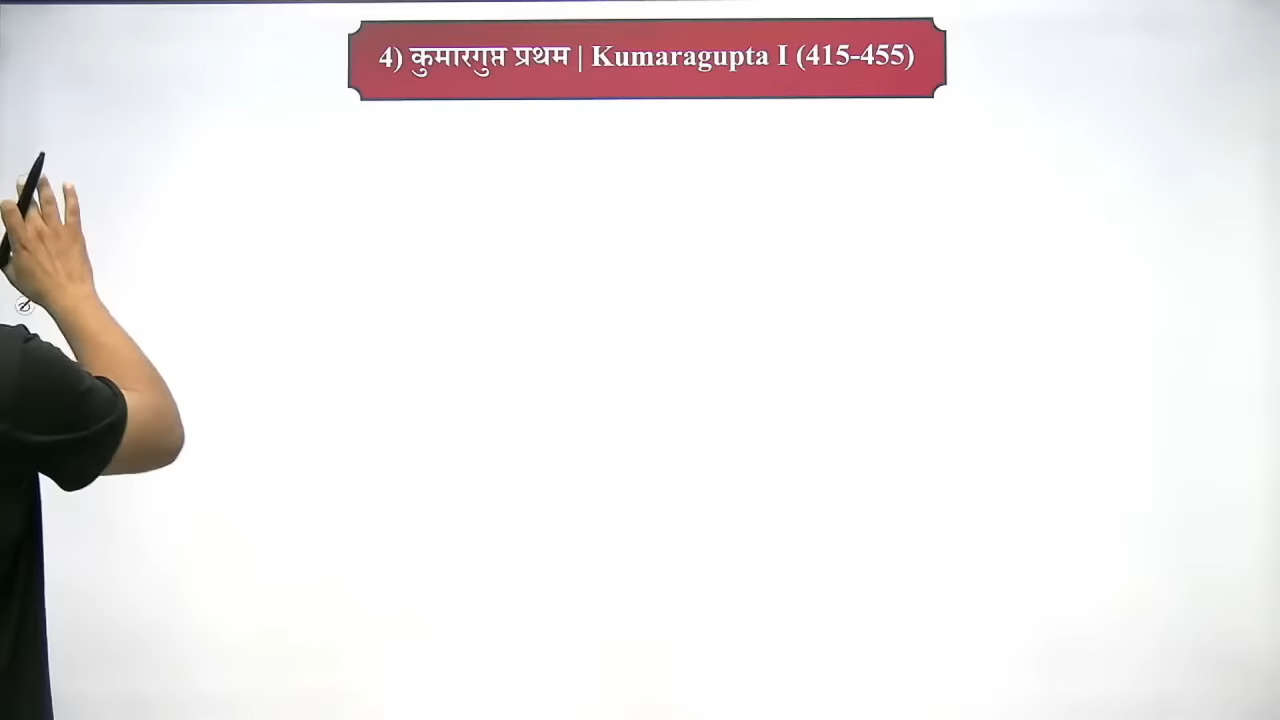 4) कुमारगुप्त प्रथम | Kumaragupta I (415-455)